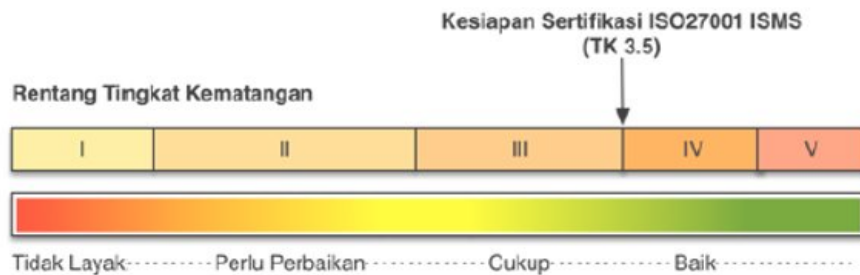 Kesiapan Sertifikasi ISO27001 ISMS
(TK 3.5)
Rentang Tingkat Kematangan
I II III IV V
Tidak Layak--------Perlu Perbaikan------------Cukup------------Baik------------